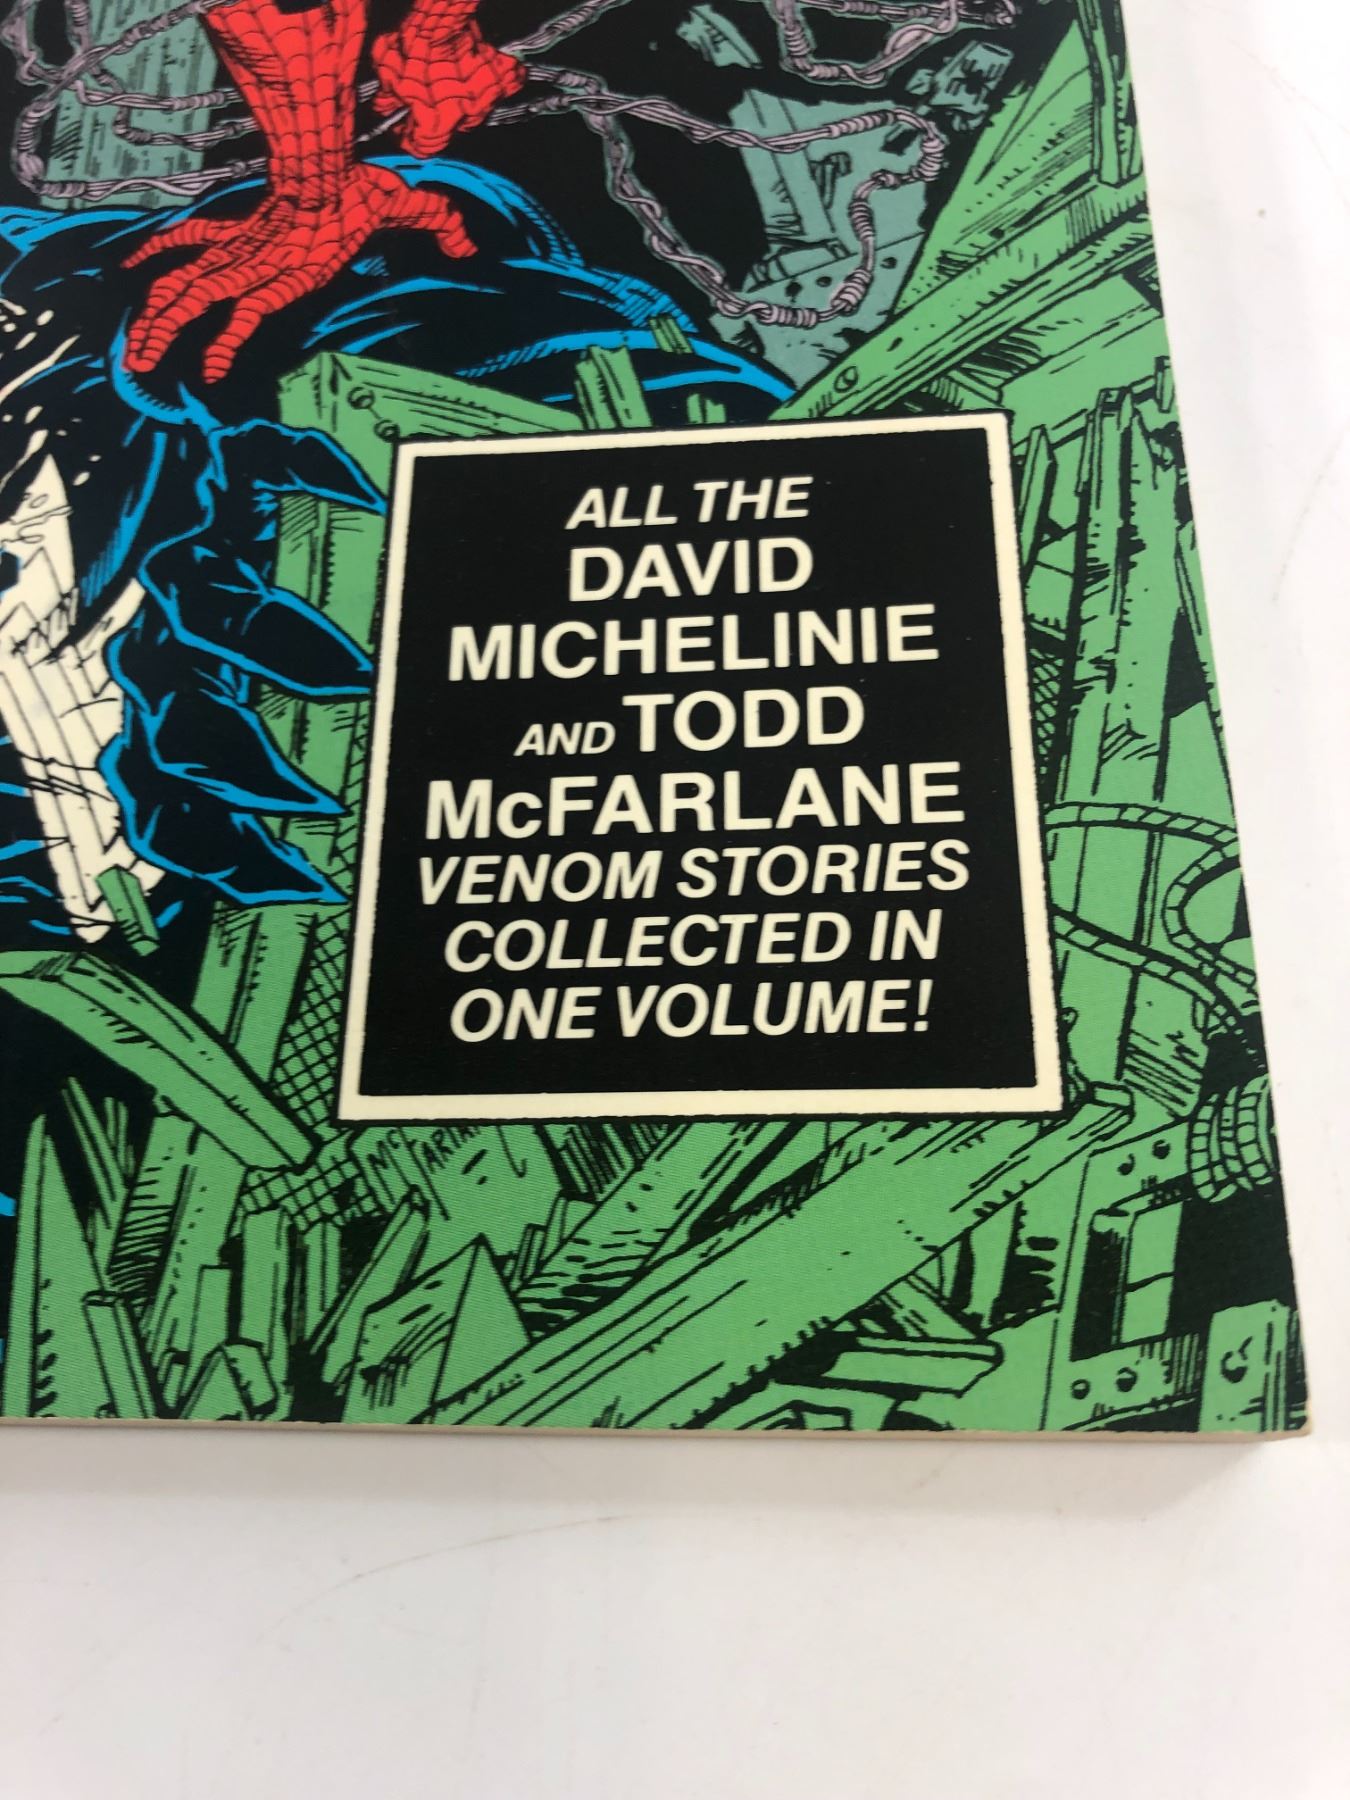 ALL THE
DAVID
MICHELINIE
AND TODD
McFARLANE
VENOM STORIES
COLLECTED IN
ONE VOLUME!